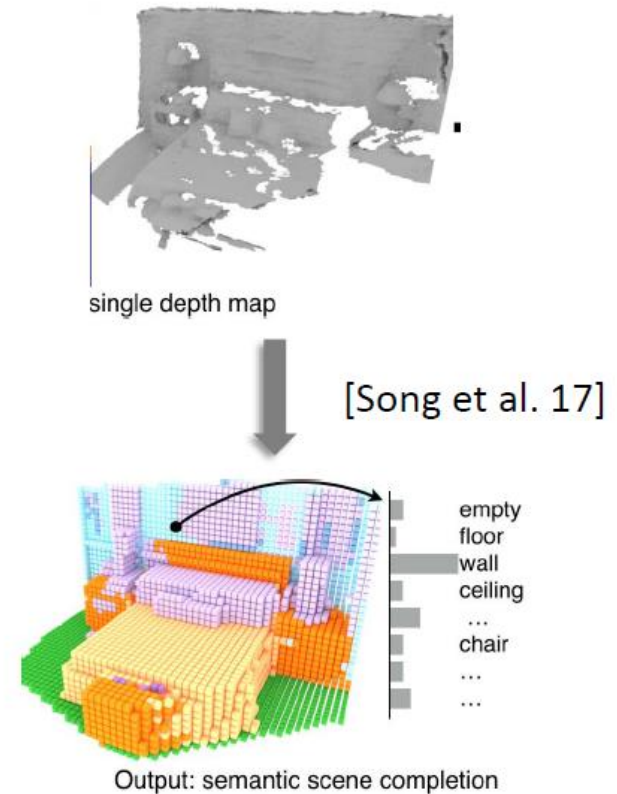 single depth map
[Song et al. 17]
empty
floor
wall
ceiling
...
chair
...
...
Output: semantic scene completion